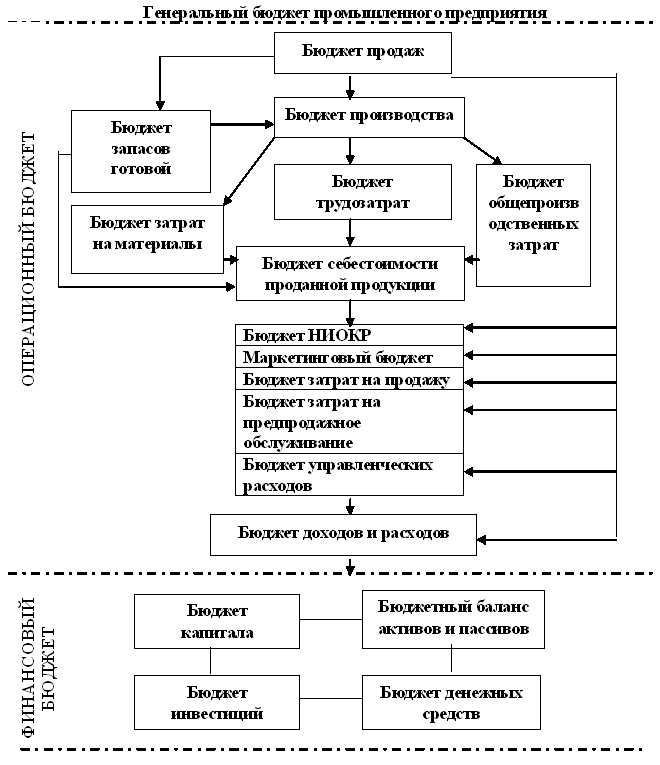 Генеральный бюджет промышленного предприятия
ОПЕРАЦИОННЫЙ БЮДЖЕТ
Бюджет продаж
Бюджет
запасов
готовой
Бюджет производства
Бюджет затрат
на материалы
Бюджет
трудозатрат
Бюджет
общепроизв
одственных
затрат
Бюджет себестоимости
проданной продукции
Бюджет НИОКР
Маркетинговый бюджет
Бюджет затрат на продажу
Бюджет затрат на
предпродажное
обслуживание
Бюджет управленческих
расходов
Бюджет доходов и расходов
ФИНАНСОВЫЙ
БЮДЖЕТ
Бюджет
капитала
Бюджетный баланс
активов и пассивов
Бюджет
инвестиций
Бюджет денежных
средств